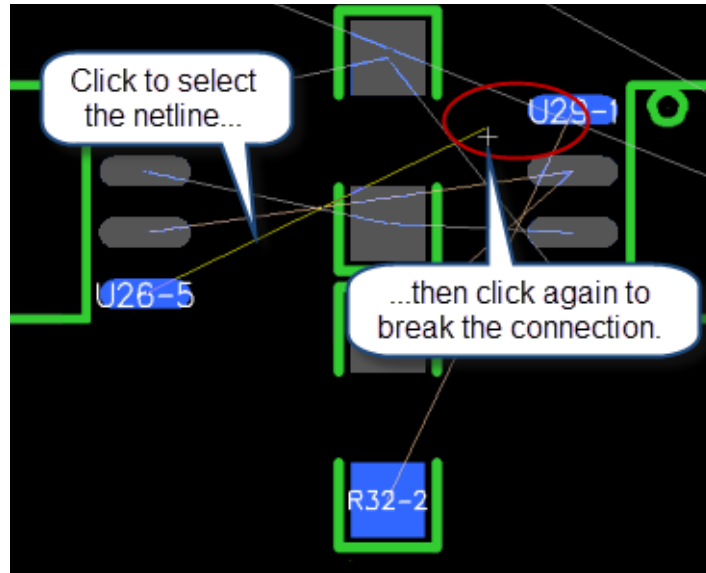 Click to select
the netline...
U29-1
U26-5
...then click again to
break the connection.
R32-2